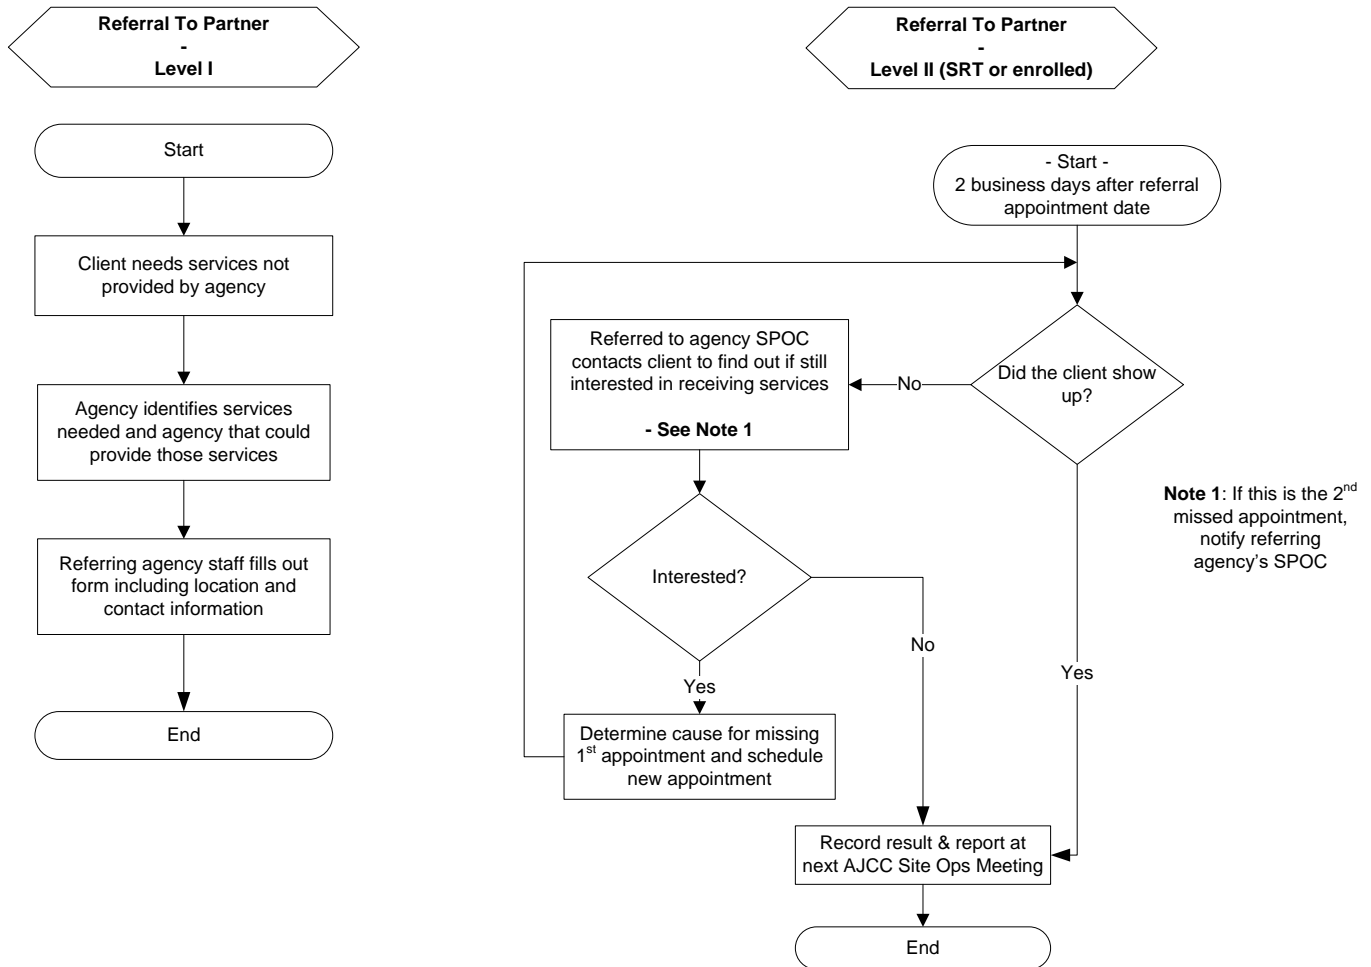 Referral To Partner
-
Level I
Start
Client needs services not
provided by agency
Agency identifies services
needed and agency that could
provide those services
Referring agency staff fills out
form including location and
contact information
End
Referral To Partner
-
Level II (SRT or enrolled)
- Start -
2 business days after referral
appointment date
Did the client show
up?
No
Referred to agency SPOC
contacts client to find out if still
interested in receiving services
- See Note 1
Interested?
Yes
No
Yes
Determine cause for missing
1st appointment and schedule
new appointment
Note 1: If this is the 2nd
missed appointment,
notify referring
agency’s SPOC
Record result & report at
next AJCC Site Ops Meeting
End